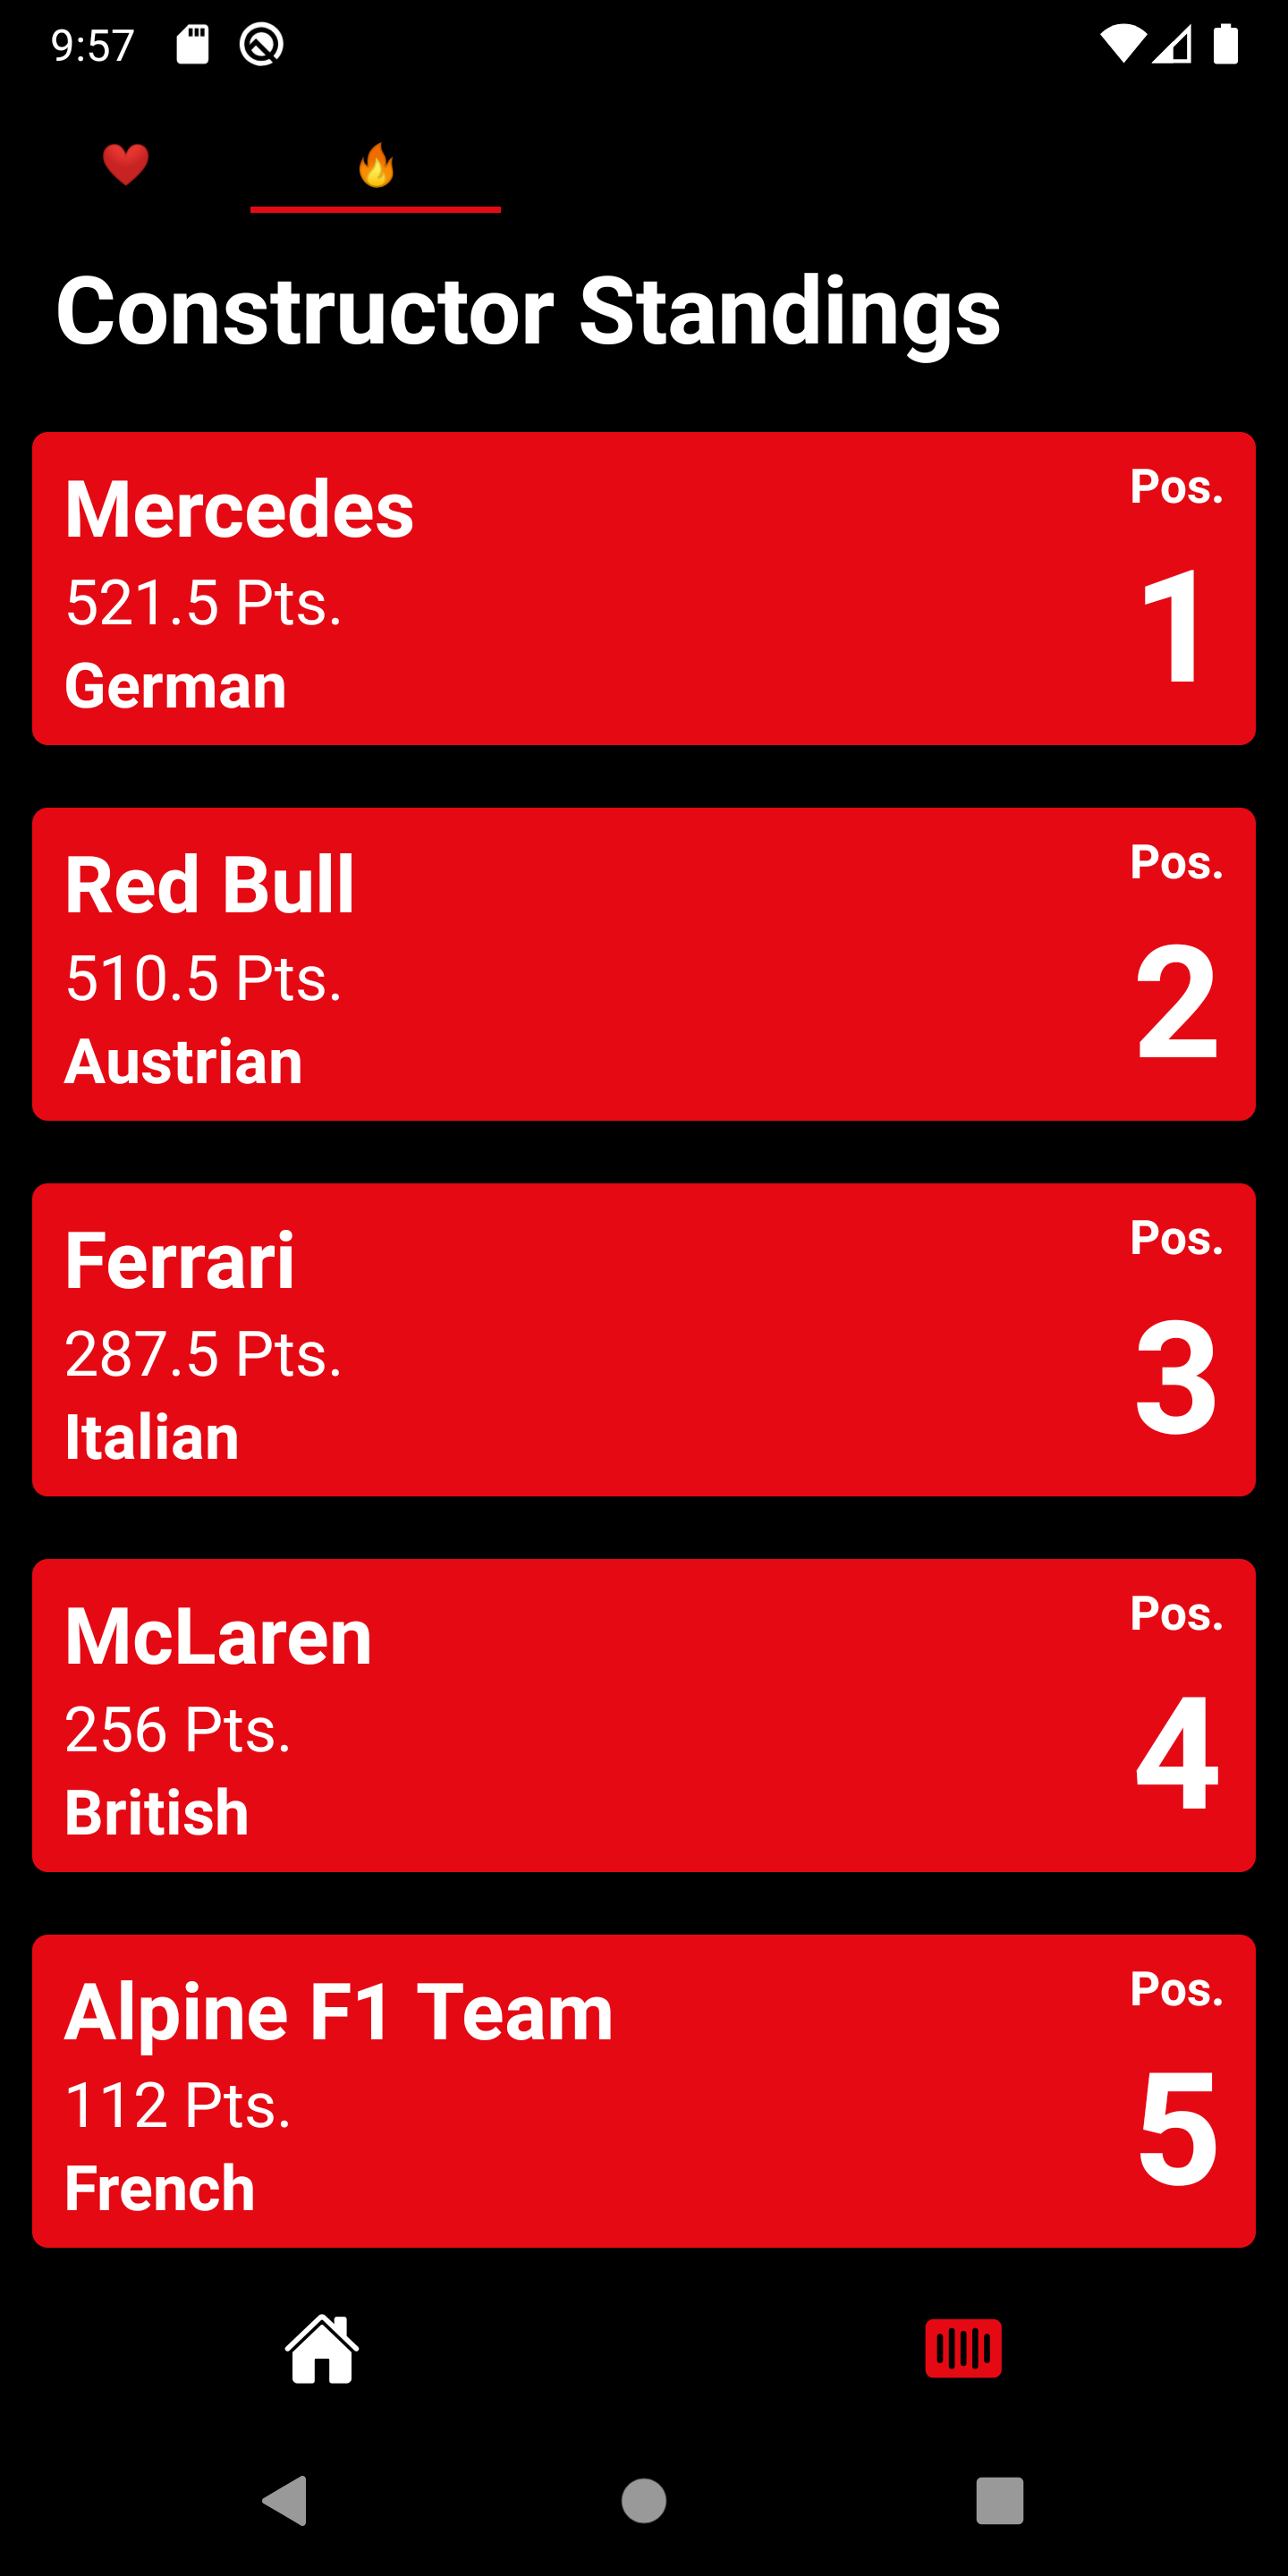 9:57
Constructor Standings
Mercedes
521.5 Pts.
German
Pos.
1
Red Bull
510.5 Pts.
Austrian
Pos.
2
Ferrari
287.5 Pts.
Italian
Pos.
3
McLaren
256 Pts.
British
Pos.
4
Alpine F1 Team
112 Pts.
French
Pos.
5